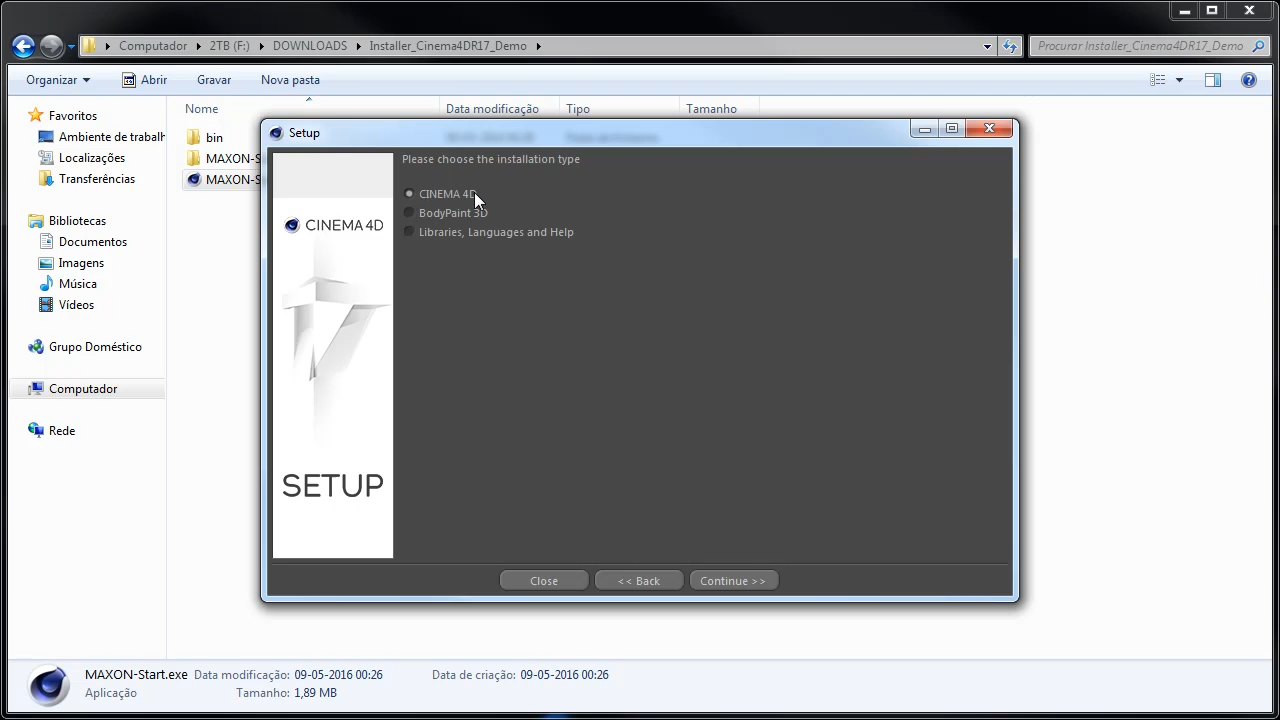 Computador
2TB (F:)
DOWNLOADS
Installer_Cinema4DR17_Demo
Procurar Installer_Cinema4DR17_Demo
Organizar
Abrir
Gravar
Nova pasta
Favoritos
Ambiente de trabalh
Localizações
Transferências
Bibliotecas
Documentos
Imagens
Música
Vídeos
Grupo Doméstico
Computador
Rede
Nome
Data modificação
Tipo
Tamanho
bin
MAXON-S
MAXON-S
Setup
Please choose the installation type
CINEMA 4D
BodyPaint 3D
Libraries, Languages and Help
CINEMA 4D
17
SETUP
Close
<< Back
Continue >>
MAXON-Start.exe Data modificação: 09-05-2016 00:26 Data de criação: 09-05-2016 00:26
Aplicação Tamanho: 1,89 MB